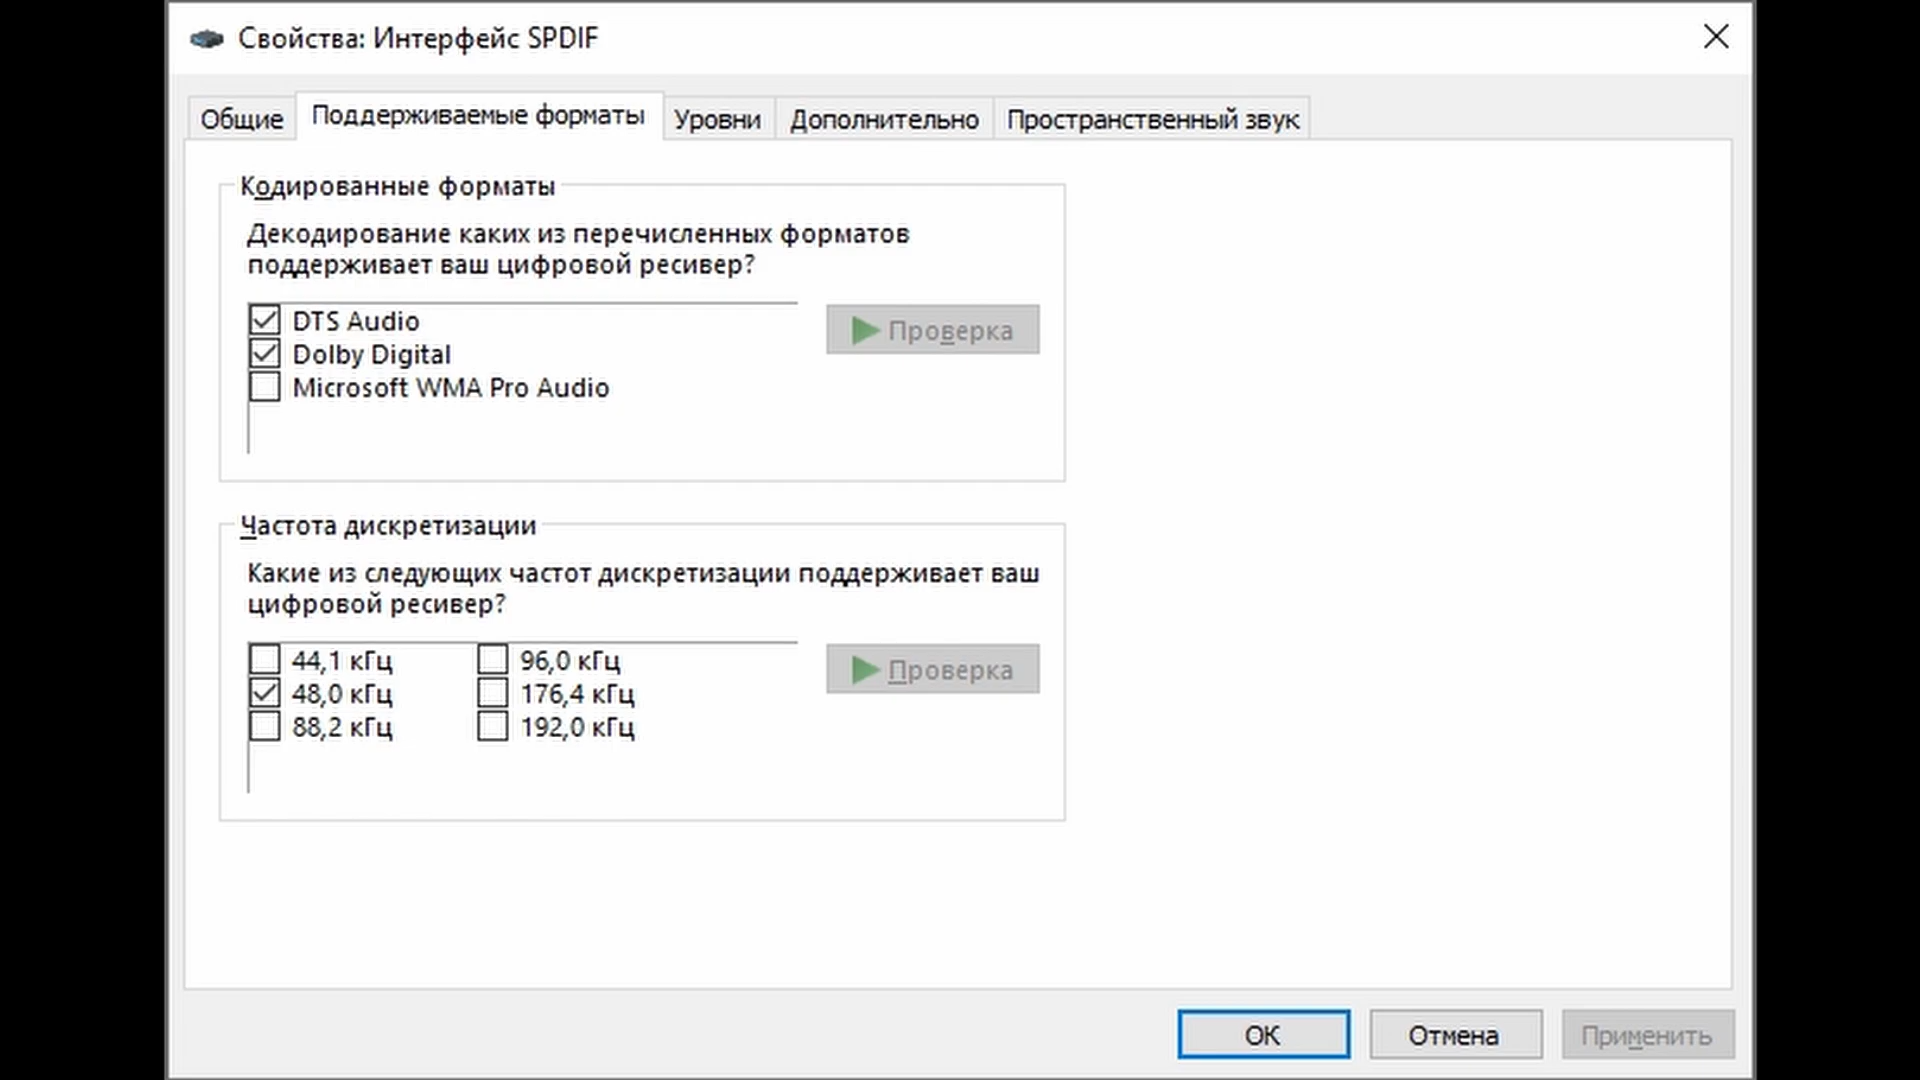 Свойства: Интерфейс SPDIF
Общие Поддерживаемые форматы Уровни Дополнительно Пространственный звук
Кодированные форматы
Декодирование каких из перечисленных форматов
поддерживает ваш цифровой ресивер?
DTS Audio
Проверка
Dolby Digital
Microsoft WMA Pro Audio
Частота дискретизации
Какие из следующих частот дискретизации поддерживает ваш
цифровой ресивер?
44,1 кГц 96,0 кГц
Проверка
48,0 кГц 176,4 кГц
88,2 кГц 192,0 кГц
ОК Отмена Применить